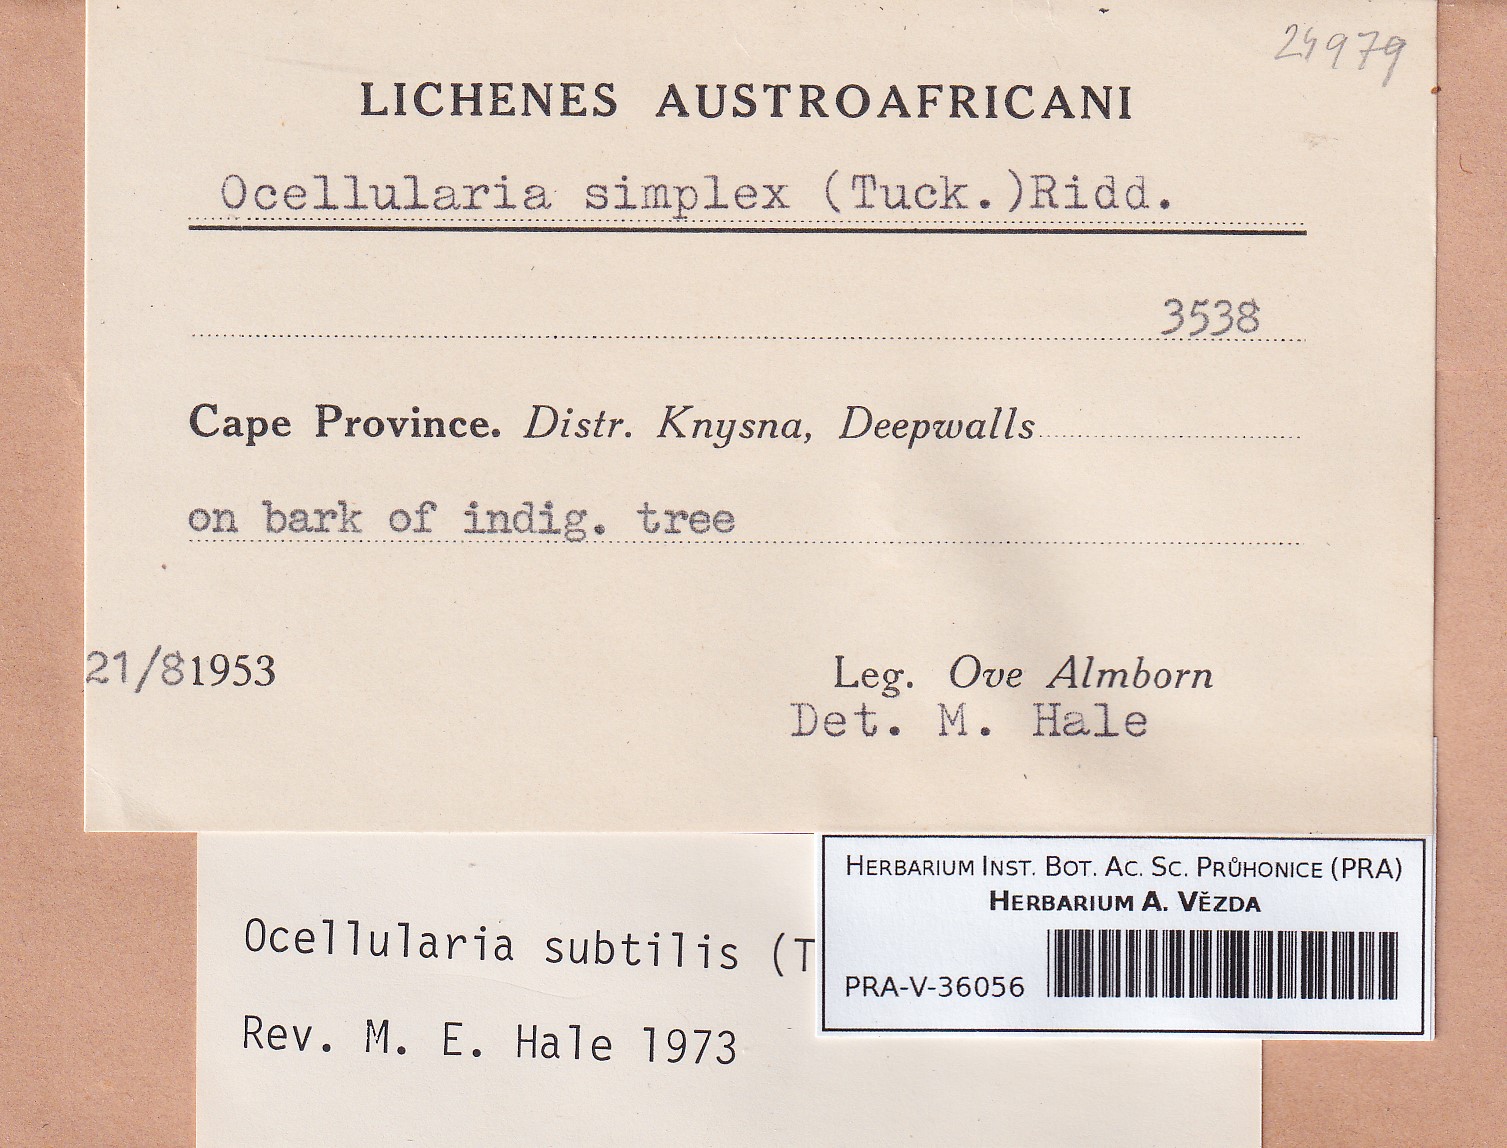 24979
LICHENES AUSTROAFRICANI
Ocellularia simplex (Tuck.)Ridd.
3538
Cape Province. Distr. Knysna, Deepwalls
on bark of indig. tree
21/8 1953
Leg. Ove Almborn
Det. M. Hale
HERBARIUM INST. BOT. AC. SC. PRŮHONICE (PRA)
HERBARIUM A. VĚZDA
PRA-V-36056
Ocellularia subtilis (T
Rev. M. E. Hale 1973